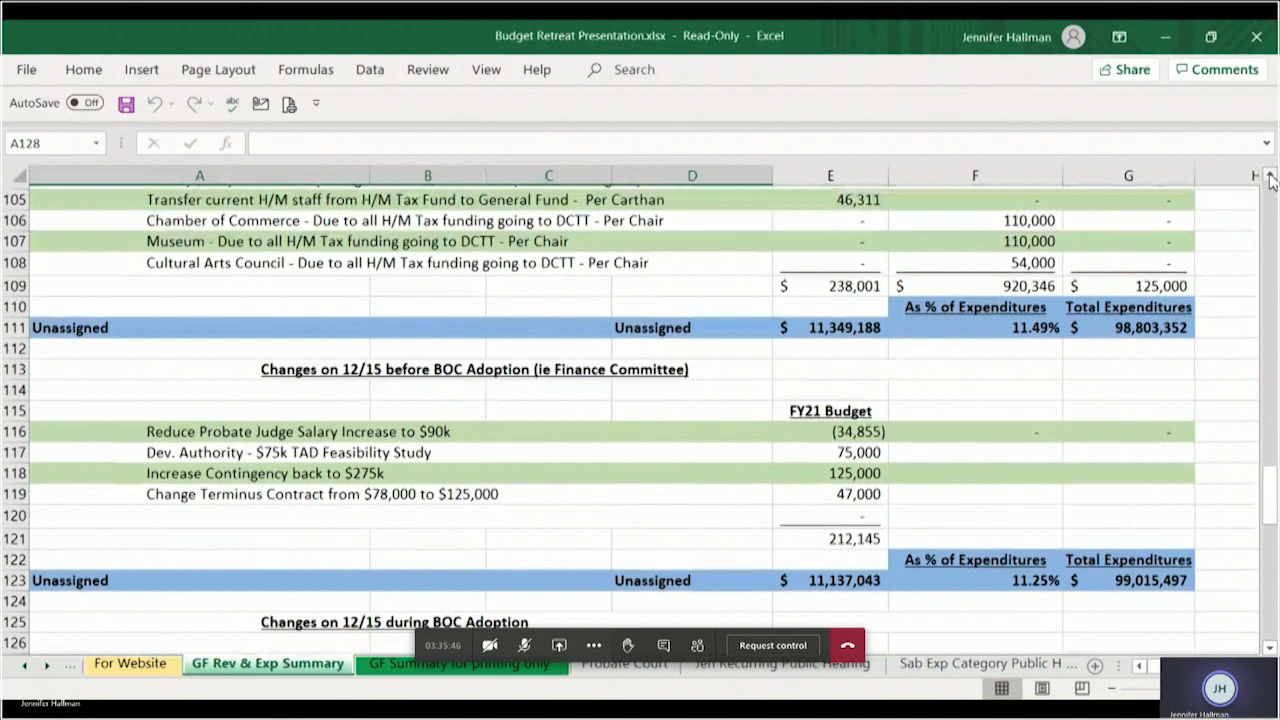 Budget Retreat Presentation.xlsx - Read-Only - Excel
Jennifer Hallman
File Home Insert Page Layout Formulas Data Review View Help Search Share Comments
AutoSave Off
A128
A B C D E F G H
105 Transfer current H/M staff from H/M Tax Fund to General Fund - Per Carthan 46,311 - -
106 Chamber of Commerce - Due to all H/M Tax funding going to DCTT - Per Chair - 110,000 -
107 Museum - Due to all H/M Tax funding going to DCTT - Per Chair - 110,000 -
108 Cultural Arts Council - Due to all H/M Tax funding going to DCTT - Per Chair - 54,000 -
109 $ 238,001 $ 920,346 $ 125,000
110 As % of Expenditures Total Expenditures
111 Unassigned Unassigned $ 11,349,188 11.49% $ 98,803,352
112
113 Changes on 12/15 before BOC Adoption (ie Finance Committee)
114
115 FY21 Budget
116 Reduce Probate Judge Salary Increase to $90k (34,855) - -
117 Dev. Authority - $75k TAD Feasibility Study 75,000
118 Increase Contingency back to $275k 125,000
119 Change Terminus Contract from $78,000 to $125,000 47,000
120 -
121 212,145
122 As % of Expenditures Total Expenditures
123 Unassigned Unassigned $ 11,137,043 11.25% $ 99,015,497
124
125 Changes on 12/15 during BOC Adoption
126
03:35:46 Request control
... For Website GF Rev & Exp Summary GF Summary for printing only Probate Court Jen Recurring Public Hearing Sab Exp Category Public H ...
JH
Jennifer Hallman
Jennifer Hallman